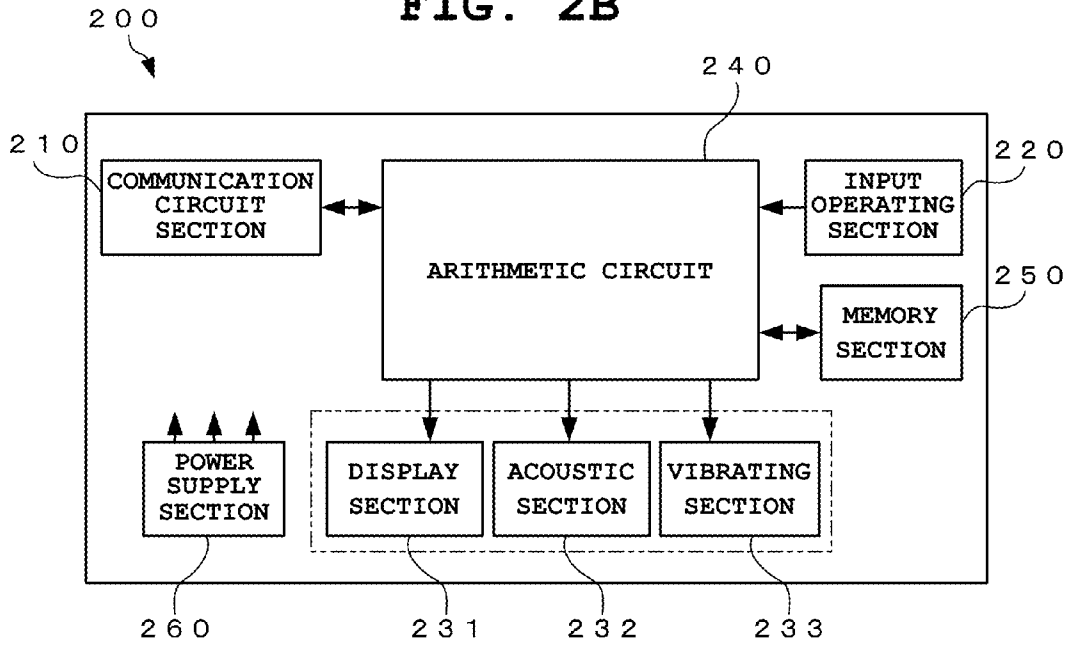 FIG. 2B
200
240
210
220
COMMUNICATION
CIRCUIT
SECTION
INPUT
OPERATING
SECTION
ARITHMETIC CIRCUIT
250
MEMORY
SECTION
POWER
SUPPLY
SECTION
DISPLAY
SECTION
ACOUSTIC
SECTION
VIBRATING
SECTION
260
231
232
233